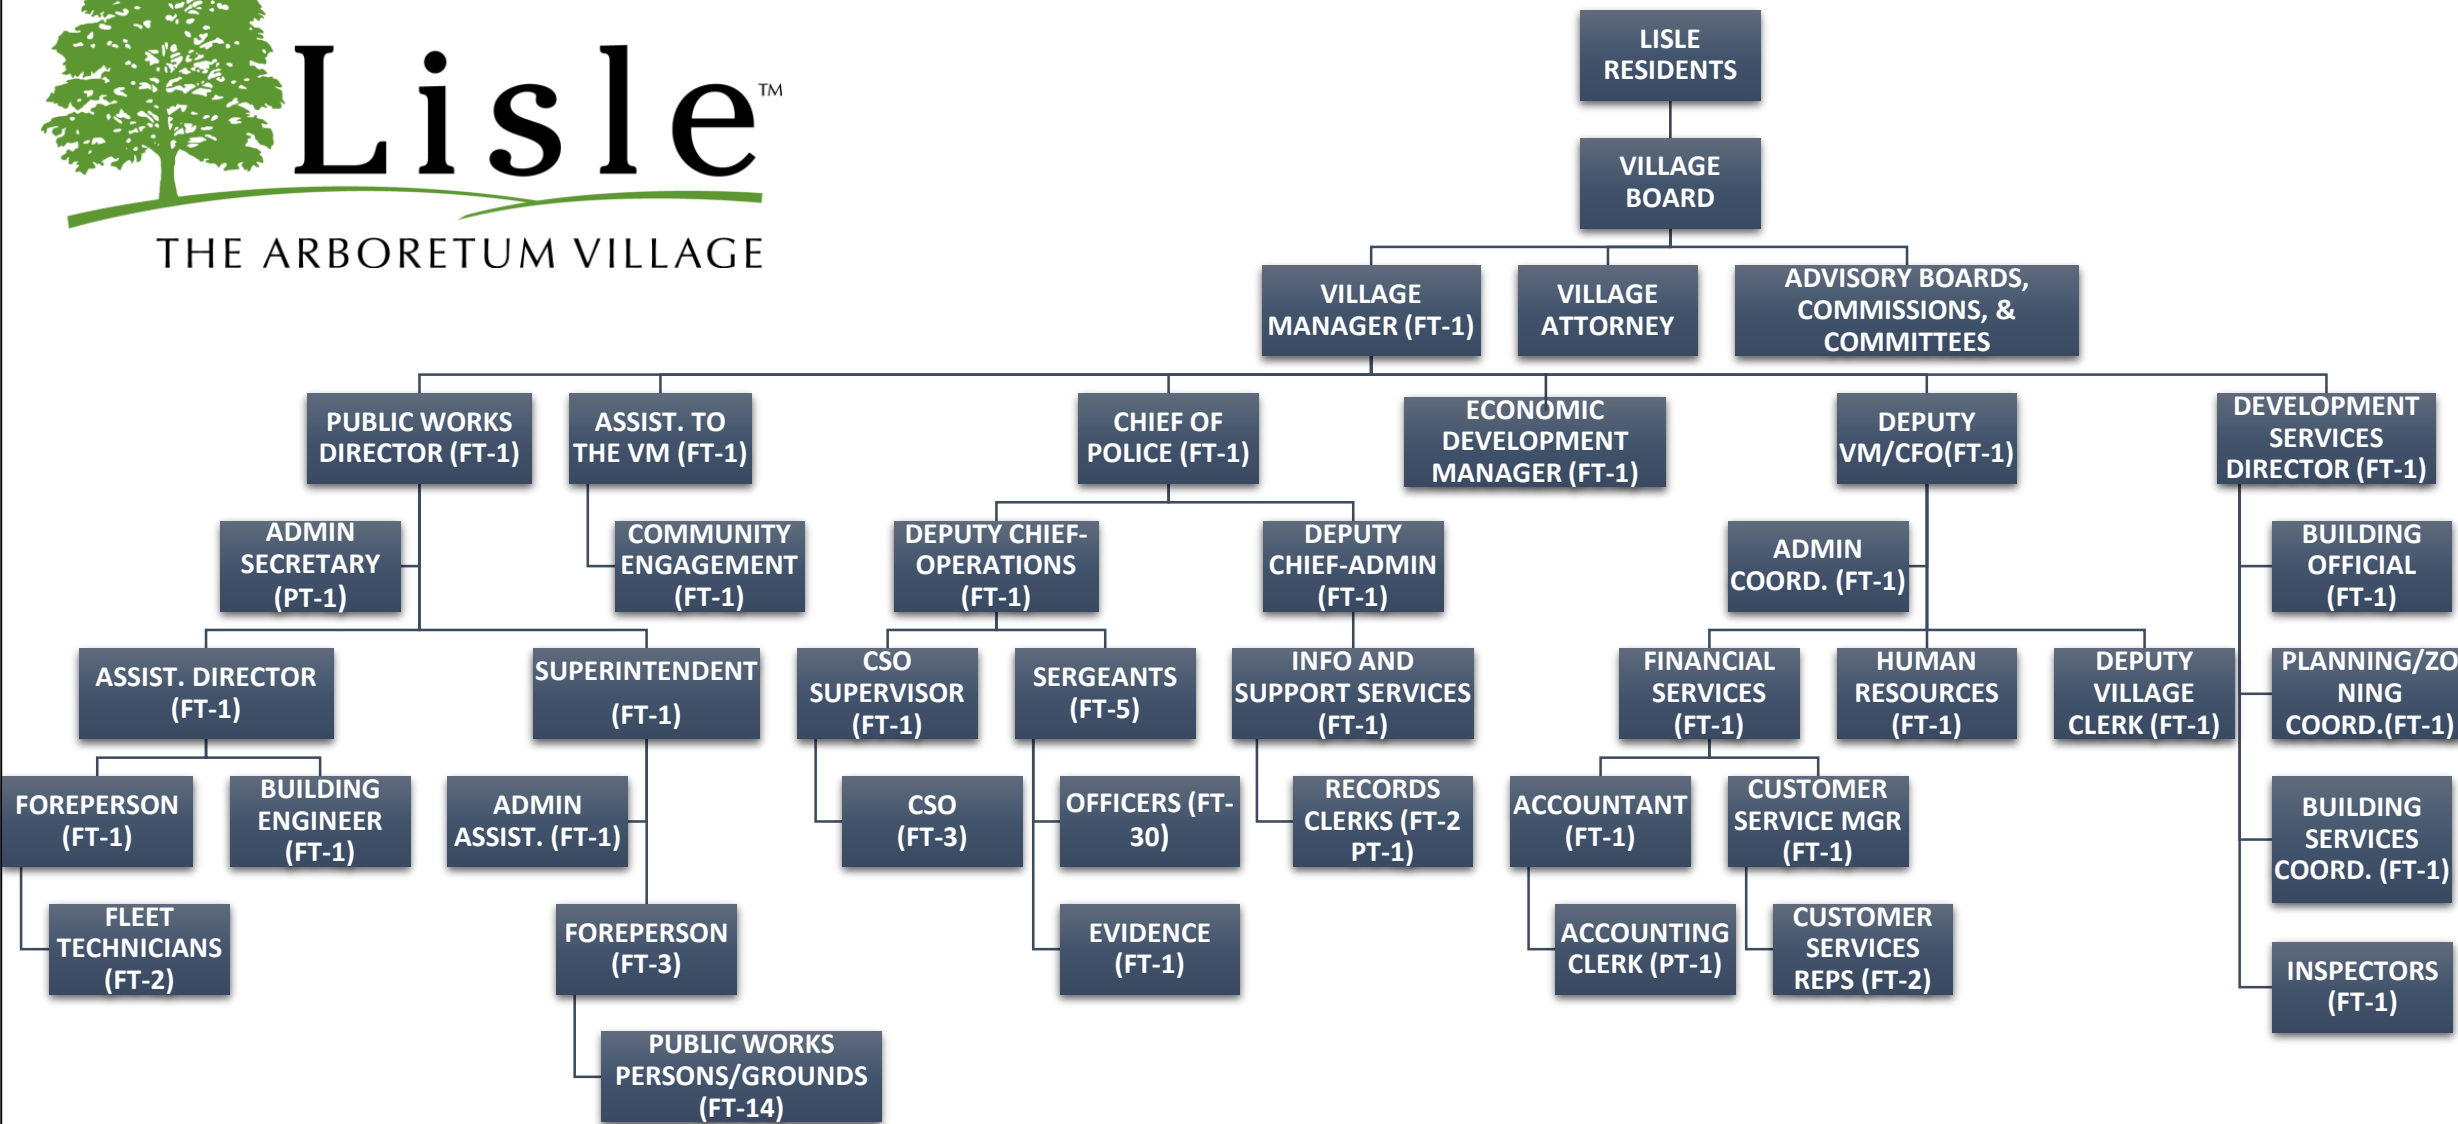 Lisle™
THE ARBORETUM VILLAGE
LISLE
RESIDENTS
VILLAGE
BOARD
VILLAGE
MANAGER (FT-1)
VILLAGE
ATTORNEY
ADVISORY BOARDS,
COMMISSIONS, &
COMMITTEES
PUBLIC WORKS
DIRECTOR (FT-1)
ASSIST. TO
THE VM (FT-1)
CHIEF OF
POLICE (FT-1)
ECONOMIC
DEVELOPMENT
MANAGER (FT-1)
DEPUTY
VM/CFO(FT-1)
DEVELOPMENT
SERVICES
DIRECTOR (FT-1)
ADMIN
SECRETARY
(PT-1)
COMMUNITY
ENGAGEMENT
(FT-1)
DEPUTY CHIEF-
OPERATIONS
(FT-1)
DEPUTY
CHIEF-ADMIN
(FT-1)
ADMIN
COORD. (FT-1)
BUILDING
OFFICIAL
(FT-1)
ASSIST. DIRECTOR
(FT-1)
SUPERINTENDENT
(FT-1)
CSO
SUPERVISOR
(FT-1)
SERGEANTS
(FT-5)
INFO AND
SUPPORT SERVICES
(FT-1)
FINANCIAL
SERVICES
(FT-1)
HUMAN
RESOURCES
(FT-1)
DEPUTY
VILLAGE
CLERK (FT-1)
PLANNING/ZO
NING
COORD.(FT-1)
FOREPERSON
(FT-1)
BUILDING
ENGINEER
(FT-1)
ADMIN
ASSIST. (FT-1)
CSO
(FT-3)
OFFICERS (FT-
30)
RECORDS
CLERKS (FT-2
PT-1)
ACCOUNTANT
(FT-1)
CUSTOMER
SERVICE MGR
(FT-1)
BUILDING
SERVICES
COORD. (FT-1)
FLEET
TECHNICIANS
(FT-2)
FOREPERSON
(FT-3)
EVIDENCE
(FT-1)
ACCOUNTING
CLERK (PT-1)
CUSTOMER
SERVICES
REPS (FT-2)
INSPECTORS
(FT-1)
PUBLIC WORKS
PERSONS/GROUNDS
(FT-14)